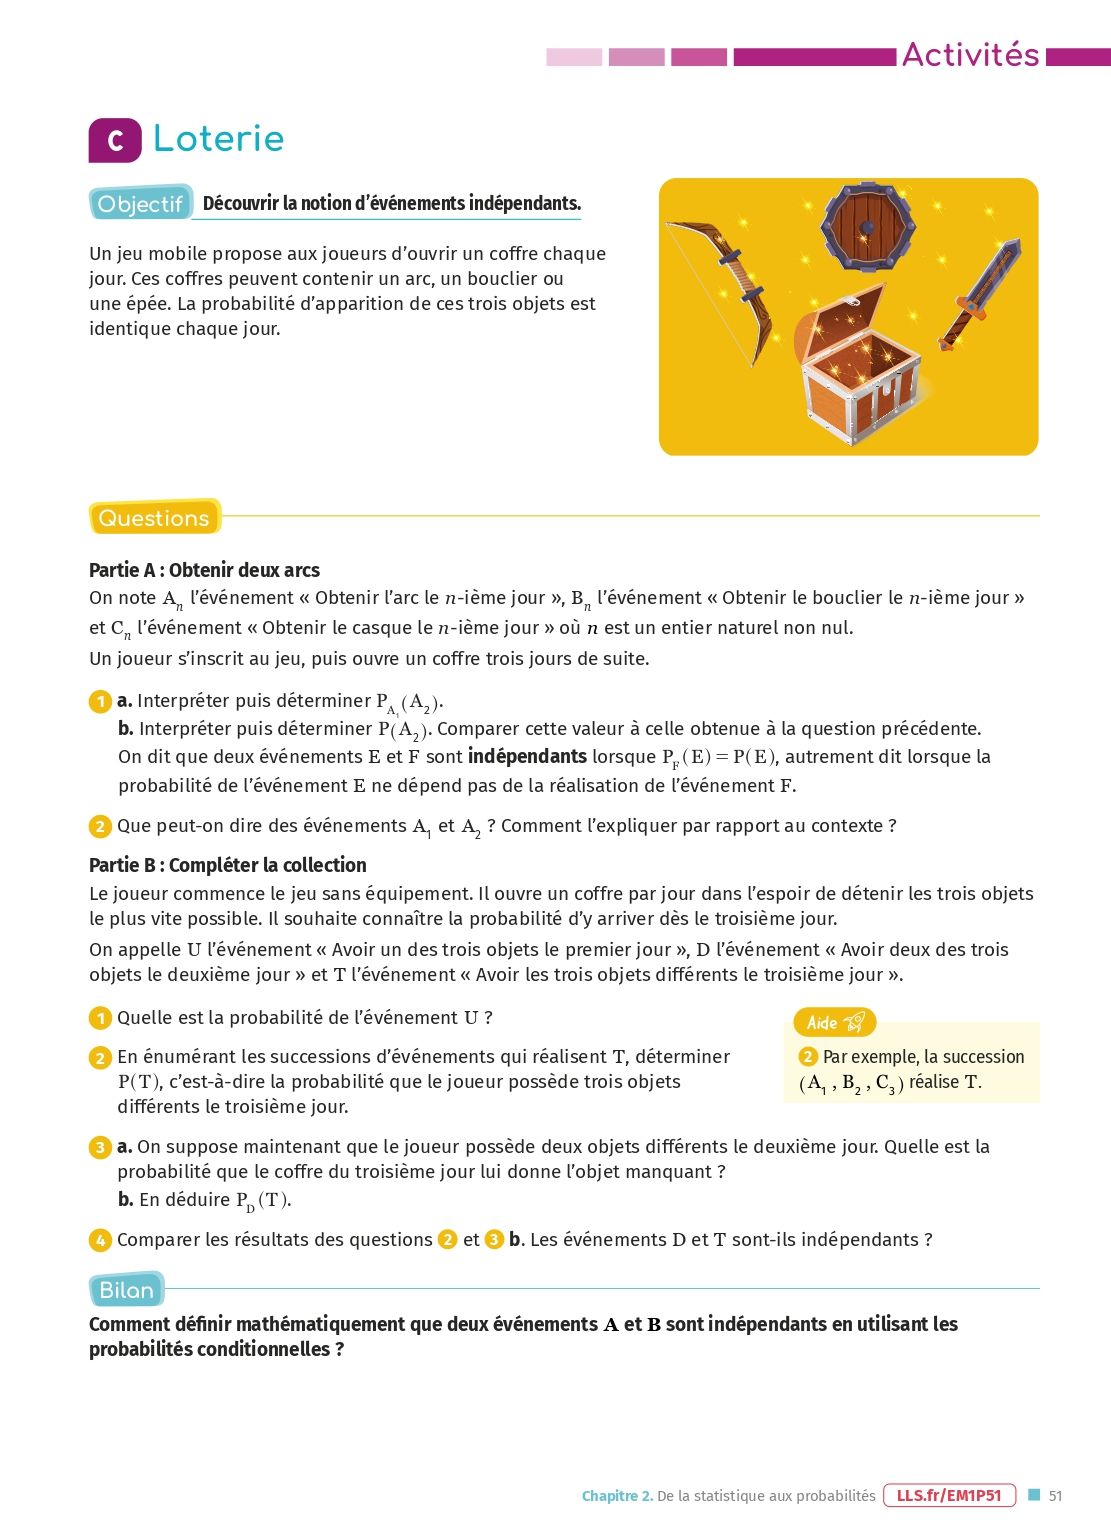 Activités
C Loterie
Objectif Découvrir la notion d’événements indépendants.
Un jeu mobile propose aux joueurs d’ouvrir un coffre chaque
jour. Ces coffres peuvent contenir un arc, un bouclier ou
une épée. La probabilité d’apparition de ces trois objets est
identique chaque jour.
Questions
Partie A : Obtenir deux arcs
On note Aₙ l’événement « Obtenir l’arc le n-ième jour », Bₙ l’événement « Obtenir le bouclier le n-ième jour »
et Cₙ l’événement « Obtenir le casque le n-ième jour » où n est un entier naturel non nul.
Un joueur s’inscrit au jeu, puis ouvre un coffre trois jours de suite.
1 a. Interpréter puis déterminer P_A₁(A₂).
b. Interpréter puis déterminer P(A₂). Comparer cette valeur à celle obtenue à la question précédente.
On dit que deux événements E et F sont indépendants lorsque P_F(E) = P(E), autrement dit lorsque la
probabilité de l’événement E ne dépend pas de la réalisation de l’événement F.
2 Que peut-on dire des événements A₁ et A₂ ? Comment l’expliquer par rapport au contexte ?
Partie B : Compléter la collection
Le joueur commence le jeu sans équipement. Il ouvre un coffre par jour dans l’espoir de détenir les trois objets
le plus vite possible. Il souhaite connaître la probabilité d’y arriver dès le troisième jour.
On appelle U l’événement « Avoir un des trois objets le premier jour », D l’événement « Avoir deux des trois
objets le deuxième jour » et T l’événement « Avoir les trois objets différents le troisième jour ».
1 Quelle est la probabilité de l’événement U ?
2 En énumérant les successions d’événements qui réalisent T, déterminer
P(T), c’est-à-dire la probabilité que le joueur possède trois objets
différents le troisième jour.
Aide
2 Par exemple, la succession
(A₁ , B₂ , C₃) réalise T.
3 a. On suppose maintenant que le joueur possède deux objets différents le deuxième jour. Quelle est la
probabilité que le coffre du troisième jour lui donne l’objet manquant ?
b. En déduire P_D(T).
4 Comparer les résultats des questions 2 et 3 b. Les événements D et T sont-ils indépendants ?
Bilan
Comment définir mathématiquement que deux événements A et B sont indépendants en utilisant les
probabilités conditionnelles ?
Chapitre 2. De la statistique aux probabilités LLS.fr/EM1P51 51